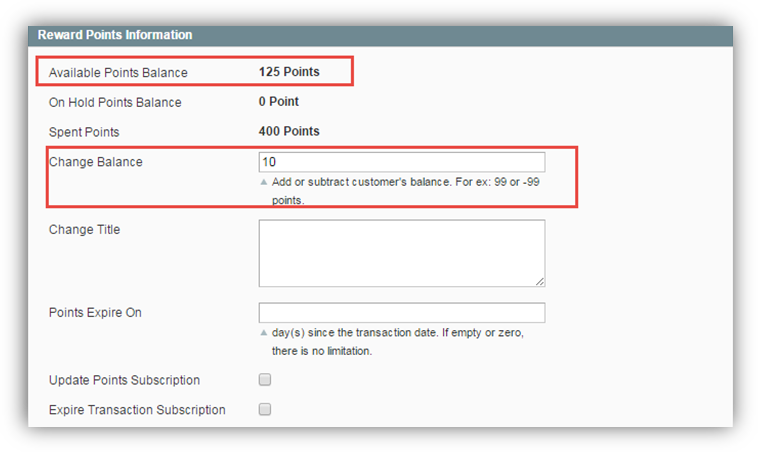 Reward Points Information
Available Points Balance 125 Points
On Hold Points Balance 0 Point
Spent Points 400 Points
Change Balance 10
Add or subtract customer's balance. For ex: 99 or -99
points.
Change Title
Points Expire On
day(s) since the transaction date. If empty or zero,
there is no limitation.
Update Points Subscription
Expire Transaction Subscription